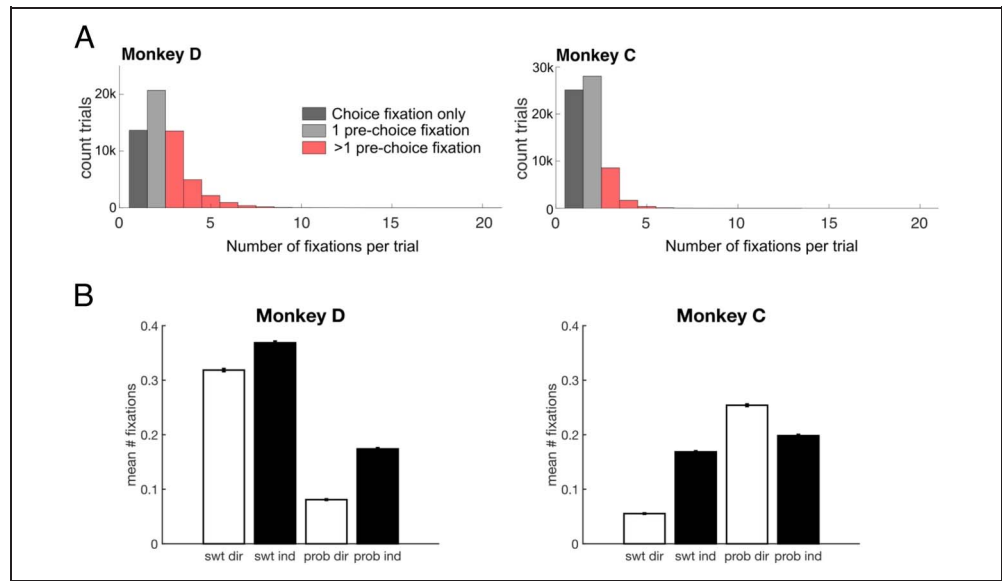 A
Monkey D
count trials
20k
10k
0
0
5
10
15
20
Number of fixations per trial
Choice fixation only
1 pre-choice fixation
>1 pre-choice fixation
Monkey C
count trials
30k
20k
10k
0
0
5
10
15
20
Number of fixations per trial
B
Monkey D
mean # fixations
0.4
0.3
0.2
0.1
0
swt dir swt ind prob dir prob ind
Monkey C
mean # fixations
0.4
0.3
0.2
0.1
0
swt dir swt ind prob dir prob ind